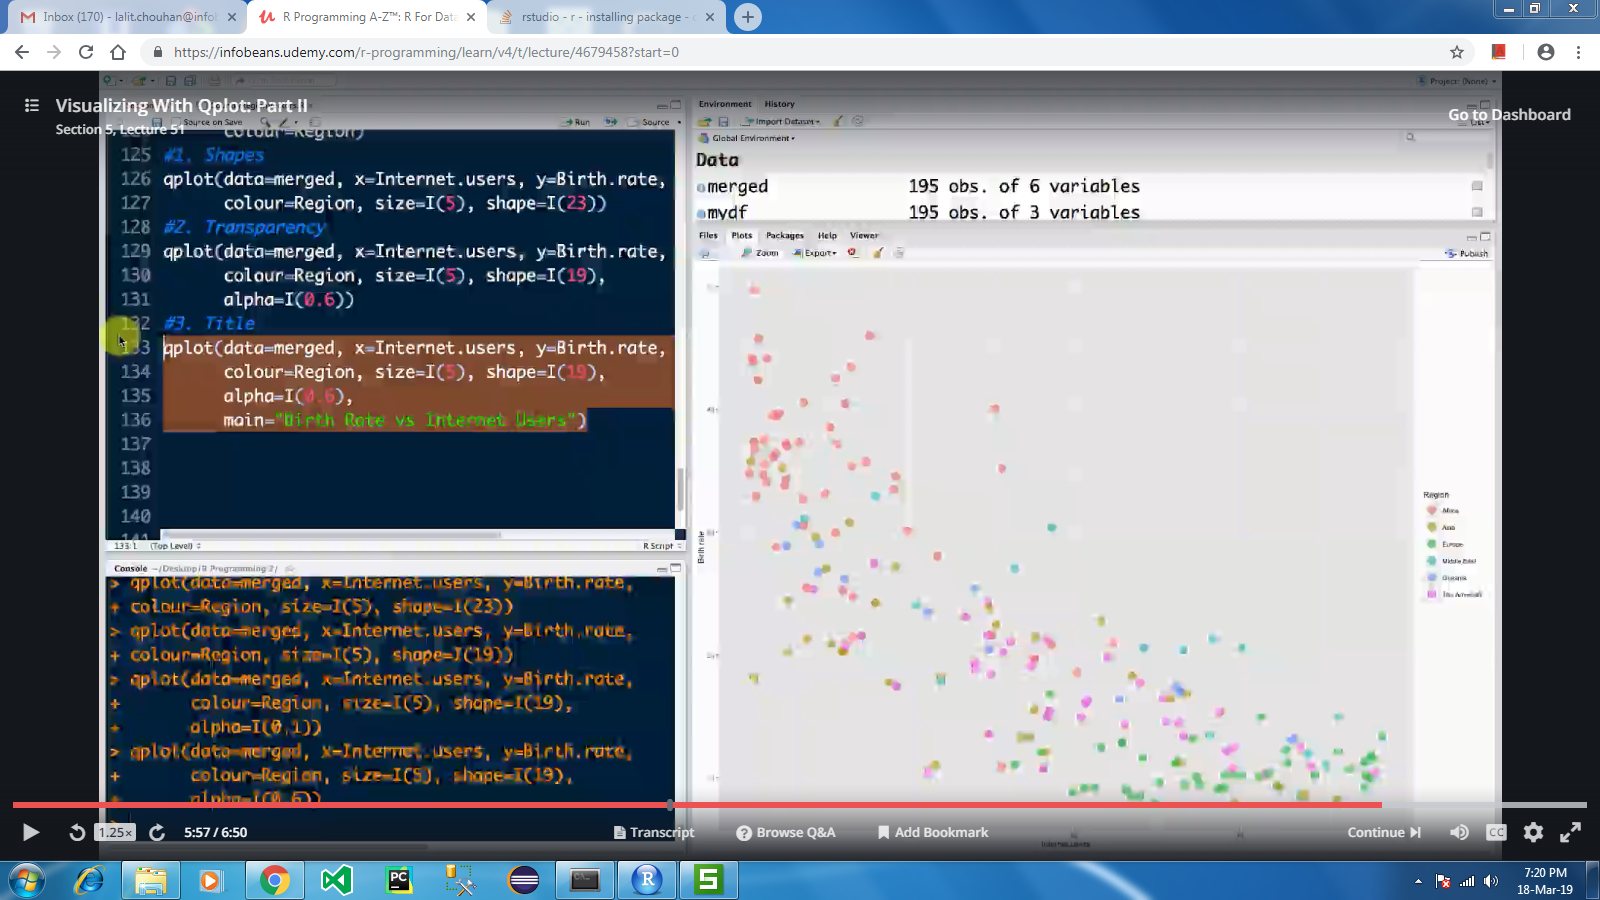 Inbox (170) - lalit.chouhan@infob
R Programming A-Z™: R For Data
rstudio - r - installing package -
https://infobeans.udemy.com/r-programming/learn/v4/t/lecture/4679458?start=0
Visualizing With Qplot: Part II
Section 5, Lecture 51
Go to Dashboard
Project: (None)
Source on Save
Run
Source
colour=Region)
125 #1. Shapes
126 qplot(data=merged, x=Internet.users, y=Birth.rate,
127 colour=Region, size=I(5), shape=I(23))
128 #2. Transparency
129 qplot(data=merged, x=Internet.users, y=Birth.rate,
130 colour=Region, size=I(5), shape=I(19),
131 alpha=I(0.6))
132 #3. Title
133 qplot(data=merged, x=Internet.users, y=Birth.rate,
134 colour=Region, size=I(5), shape=I(19),
135 alpha=I(0.6),
136 main="Birth Rate vs Internet Users")
137
138
139
140
133:1 (Top Level)
R Script
Console ~/Desktop/R Programming 2/
> qplot(data=merged, x=Internet.users, y=Birth.rate,
+ colour=Region, size=I(5), shape=I(23))
> qplot(data=merged, x=Internet.users, y=Birth.rate,
+ colour=Region, size=I(5), shape=I(19))
> qplot(data=merged, x=Internet.users, y=Birth.rate,
+ colour=Region, size=I(5), shape=I(19),
+ alpha=I(0.1))
> qplot(data=merged, x=Internet.users, y=Birth.rate,
+ colour=Region, size=I(5), shape=I(19),
+ alpha=I(0.6))
Environment History
Import Dataset
Global Environment
Data
merged 195 obs. of 6 variables
mydf 195 obs. of 3 variables
Files Plots Packages Help Viewer
Zoom Export
Publish
Birth.rate
Region
Africa
Asia
Europe
Middle East
Oceania
The Americas
Internet.users
1.25x
5:57 / 6:50
Transcript
Browse Q&A
Add Bookmark
Continue
CC
7:20 PM
18-Mar-19